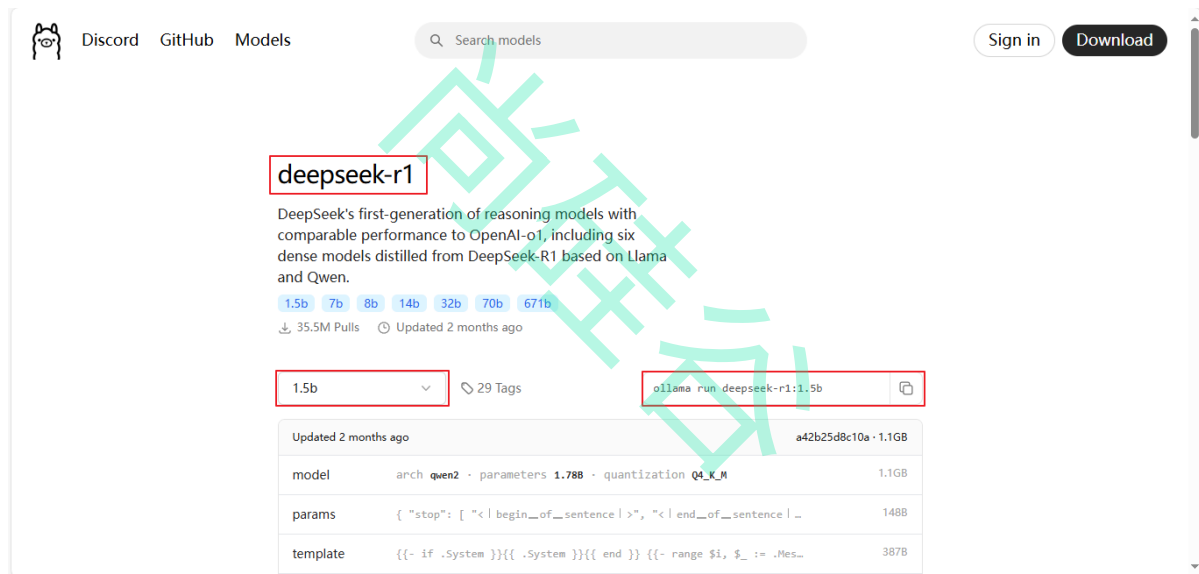 Discord GitHub Models Search models Sign in Download
deepseek-r1
DeepSeek's first-generation of reasoning models with
comparable performance to OpenAI-o1, including six
dense models distilled from DeepSeek-R1 based on Llama
and Qwen.
1.5b 7b 8b 14b 32b 70b 671b
35.5M Pulls Updated 2 months ago
1.5b 29 Tags ollama run deepseek-r1:1.5b
Updated 2 months ago a42b25d8c10a · 1.1GB
model arch qwen2 · parameters 1.78B · quantization Q4_K_M 1.1GB
params { "stop": [ "<|begin▁of▁sentence|>", "<|end▁of▁sentence|… 148B
template {{- if .System }}{{ .System }}{{ end }} {{- range $i, $_ := .Mes… 387B
尚硅谷